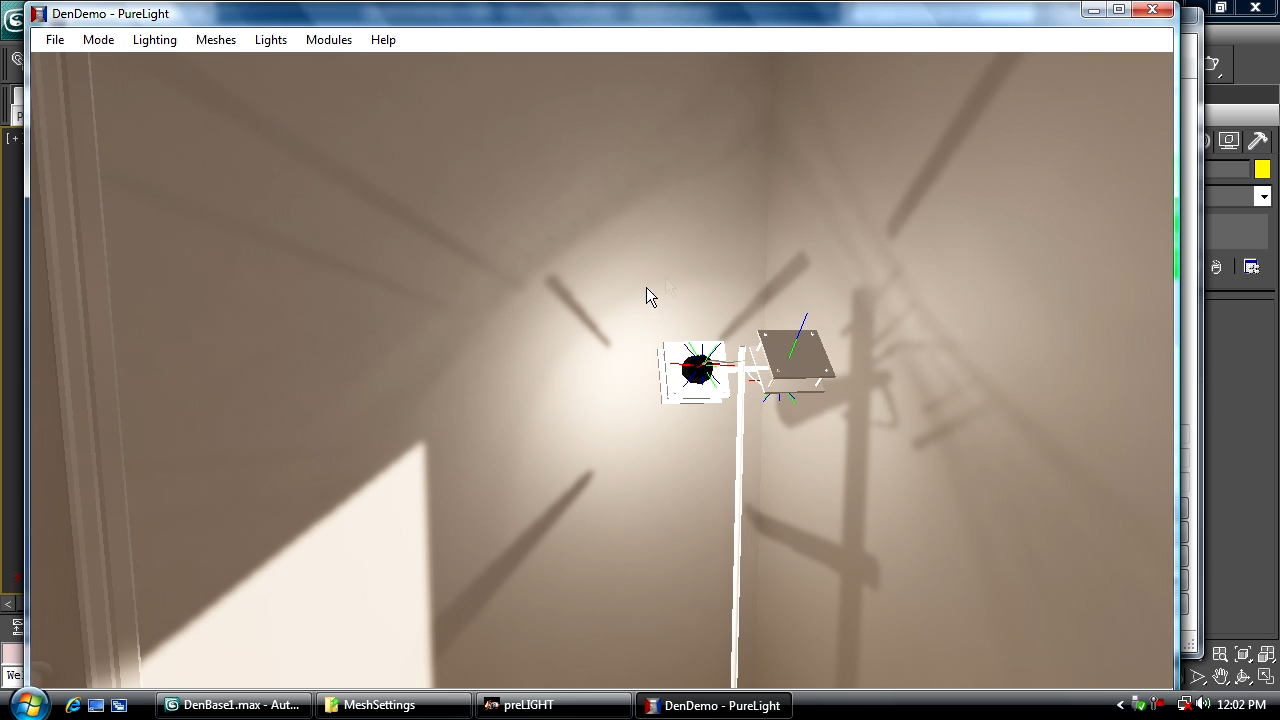 DenDemo - PureLight
File Mode Lighting Meshes Lights Modules Help
[ +
<
We
DenBase1.max - Aut...
MeshSettings
preLIGHT
DenDemo - PureLight
<
12:02 PM